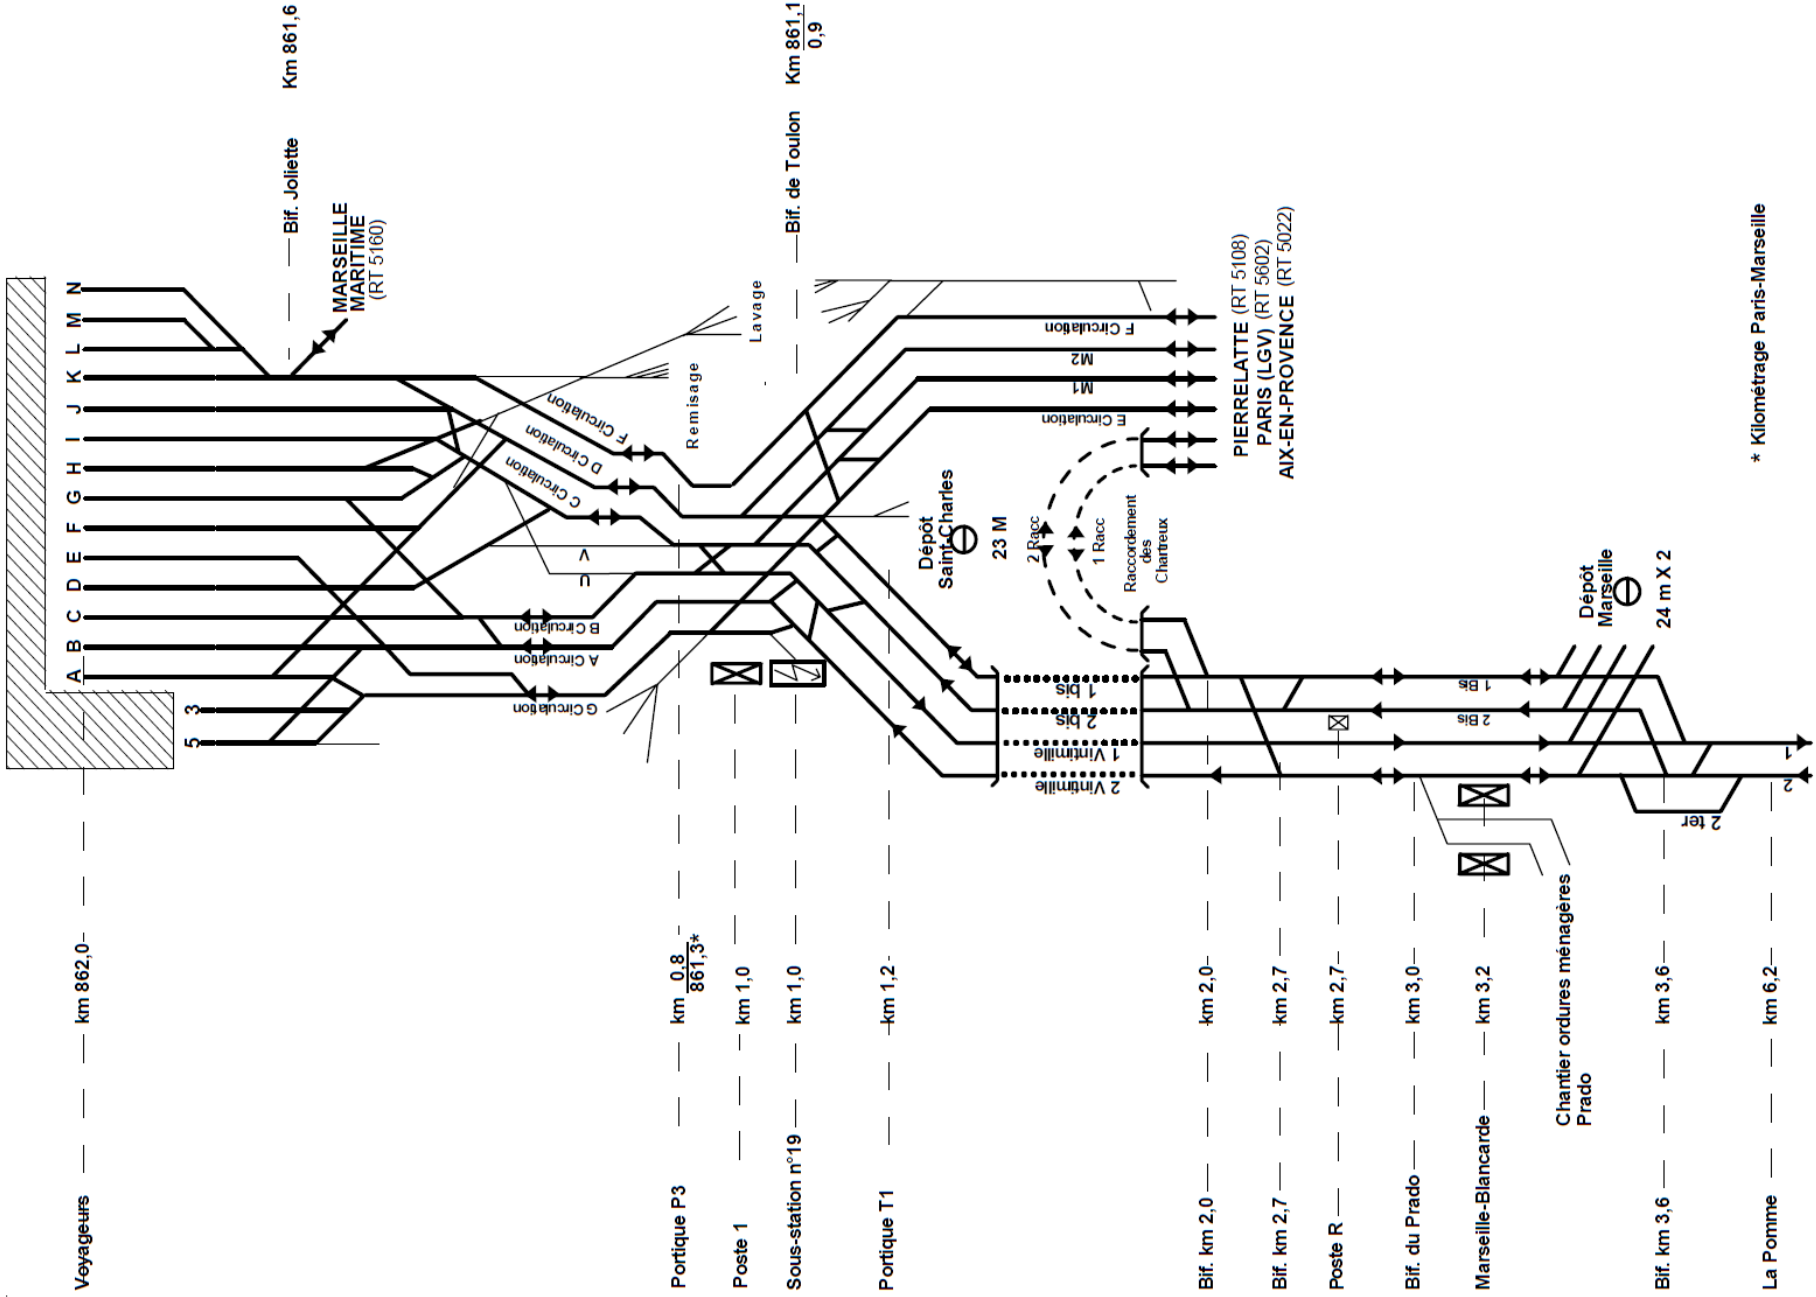 Voyageurs
km 862,0
N
M
L
K
J
I
H
G
F
E
D
C
B
A
3
5
Bif. Joliette
Km 861,6
MARSEILLE
MARITIME
(RT 5160)
F Circulation
D Circulation
C Circulation
V
U
B Circulation
A Circulation
G Circulation
Remisage
Lavage
Portique P3
km 0,8
861,3*
Poste 1
km 1,0
Sous-station n°19
km 1,0
Bif. de Toulon
Km 861,1
0,9
Portique T1
km 1,2
F Circulation
M2
M1
E Circulation
PIERRELATTE (RT 5108)
PARIS (LGV) (RT 5602)
AIX-EN-PROVENCE (RT 5022)
Dépôt
Saint-Charles
23 M
2 Racc
1 Racc
Raccordement
des
Chartreux
1 bis
2 bis
1 Vintimille
2 Vintimille
Bif. km 2,0
km 2,0
Bif. km 2,7
km 2,7
Poste R
km 2,7
Bif. du Prado
km 3,0
Marseille-Blancarde
km 3,2
1 Bis
2 Bis
Chantier ordures ménagères
Prado
Dépôt
Marseille
24 m X 2
Bif. km 3,6
km 3,6
2 ter
La Pomme
km 6,2
1
2
* Kilométrage Paris-Marseille